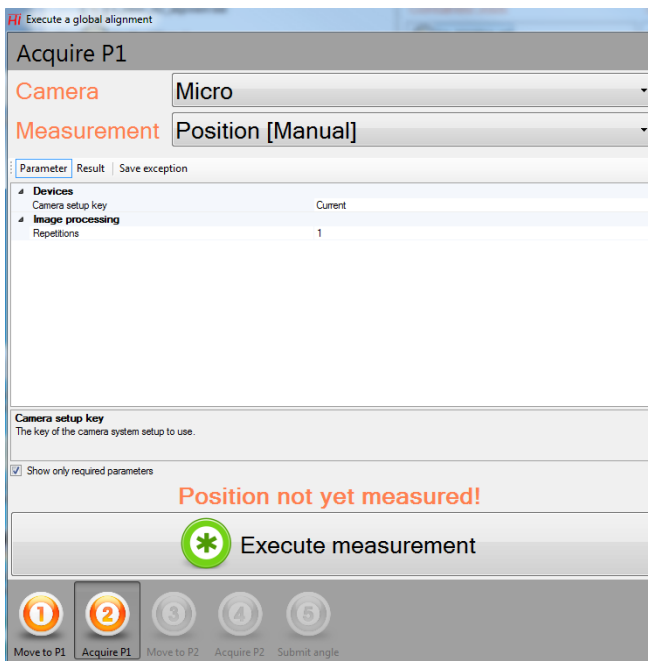 Hi Execute a global alignment
Acquire P1
Camera Micro
Measurement Position [Manual]
Parameter Result Save exception
Devices
Camera setup key Current
Image processing
Repetitions 1
Camera setup key
The key of the camera system setup to use.
Show only required parameters
Position not yet measured!
Execute measurement
1 2 3 4 5
Move to P1 Acquire P1 Move to P2 Acquire P2 Submit angle